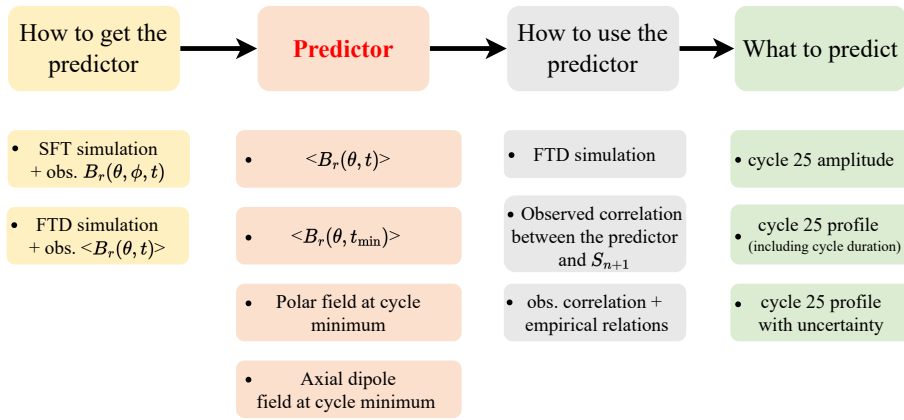 How to get the
predictor
Predictor
How to use the
predictor
What to predict
• SFT simulation
+ obs. B_r(θ, ϕ, t)
• FTD simulation
+ obs. <B_r(θ, t)>
• <B_r(θ, t)>
• <B_r(θ, t_min)>
• Polar field at cycle
minimum
• Axial dipole
field at cycle minimum
• FTD simulation
• Observed correlation
between the predictor
and S_{n+1}
• obs. correlation +
empirical relations
• cycle 25 amplitude
• cycle 25 profile
(including cycle duration)
• cycle 25 profile
with uncertainty